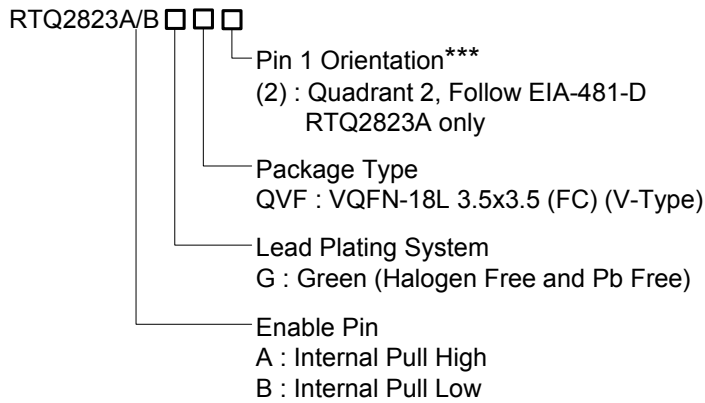 RTQ2823A/B□□□
Pin 1 Orientation***
(2) : Quadrant 2, Follow EIA-481-D
RTQ2823A only
Package Type
QVF : VQFN-18L 3.5x3.5 (FC) (V-Type)
Lead Plating System
G : Green (Halogen Free and Pb Free)
Enable Pin
A : Internal Pull High
B : Internal Pull Low